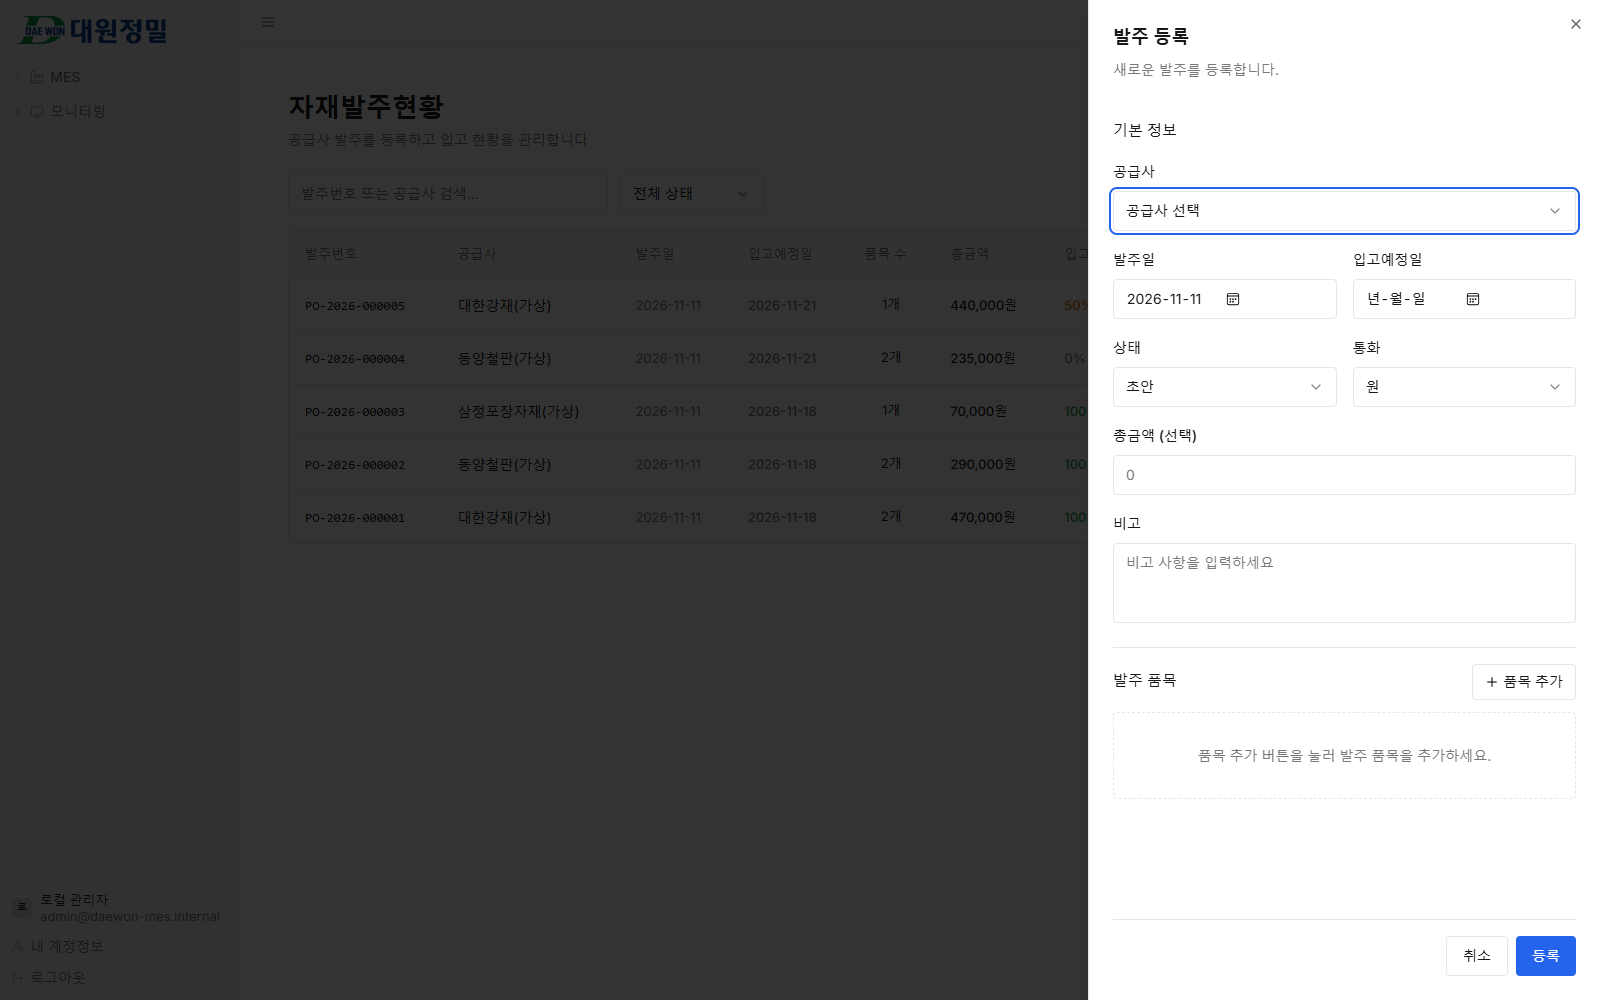 DAE WON 대원정밀
MES
모니터링
자재발주현황
공급사 발주를 등록하고 입고 현황을 관리합니다
발주번호 또는 공급사 검색...
전체 상태
발주번호 공급사 발주일 입고예정일 품목 수 총금액 입고
PO-2026-000005 대한강재(가상) 2026-11-11 2026-11-21 1개 440,000원 50%
PO-2026-000004 동양철판(가상) 2026-11-11 2026-11-21 2개 235,000원 0%
PO-2026-000003 삼정포장자재(가상) 2026-11-11 2026-11-18 1개 70,000원 100
PO-2026-000002 동양철판(가상) 2026-11-11 2026-11-18 2개 290,000원 100
PO-2026-000001 대한강재(가상) 2026-11-11 2026-11-18 2개 470,000원 100
로
로컬 관리자
admin@daewon-mes.internal
내 계정정보
로그아웃
발주 등록
새로운 발주를 등록합니다.
기본 정보
공급사
공급사 선택
발주일 입고예정일
2026-11-11 년-월-일
상태 통화
초안 원
총금액 (선택)
0
비고
비고 사항을 입력하세요
발주 품목
품목 추가
품목 추가 버튼을 눌러 발주 품목을 추가하세요.
취소 등록